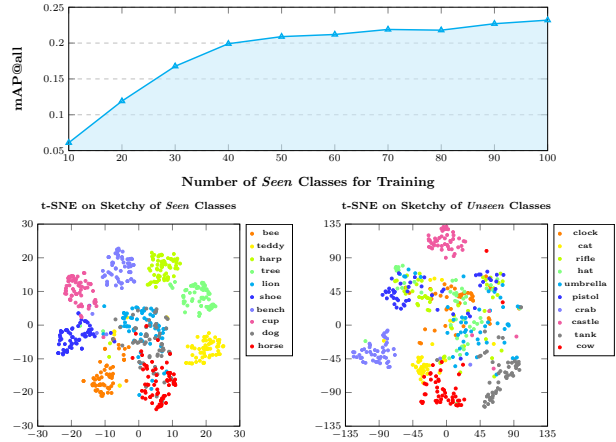 mAP@all
0.25
0.2
0.15
0.1
0.05
10 20 30 40 50 60 70 80 90 100
Number of Seen Classes for Training
t-SNE on Sketchy of Seen Classes
30
20
10
0
−10
−20
−30
−30 −20 −10 0 10 20 30
bee
teddy
harp
tree
lion
shoe
bench
cup
dog
horse
t-SNE on Sketchy of Unseen Classes
135
90
45
0
−45
−90
−135
−135 −90 −45 0 45 90 135
clock
cat
rifle
hat
umbrella
pistol
crab
castle
tank
cow